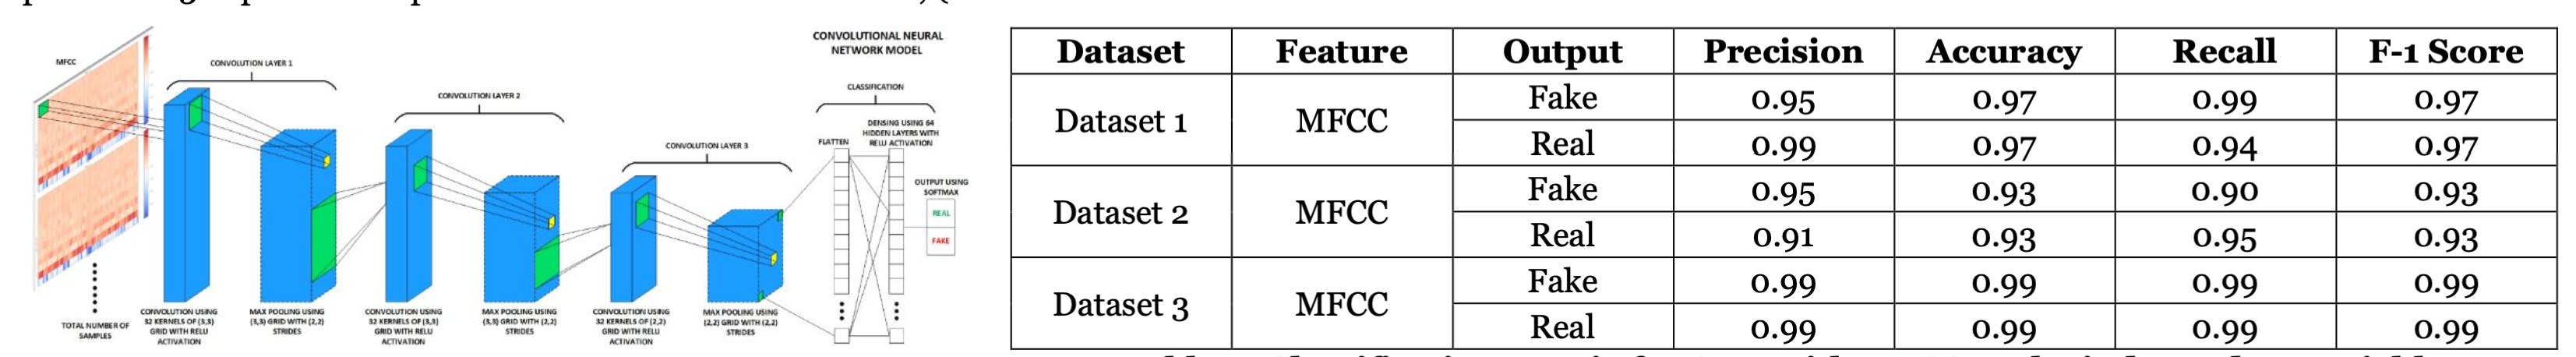 CONVOLUTIONAL NEURAL
NETWORK MODEL
MFCC
CONVOLUTION LAYER 1
CONVOLUTION LAYER 2
CONVOLUTION LAYER 3
CLASSIFICATION
FLATTEN
DENSING USING 64
HIDDEN LAYERS WITH
RELU ACTIVATION
OUTPUT USING
SOFTMAX
REAL
FAKE
TOTAL NUMBER OF
SAMPLES
CONVOLUTION USING
32 KERNELS OF (3,3)
GRID WITH RELU
ACTIVATION
MAX POOLING USING
(3,3) GRID WITH (2,2)
STRIDES
CONVOLUTION USING
32 KERNELS OF (3,3)
GRID WITH RELU
ACTIVATION
MAX POOLING USING
(3,3) GRID WITH (2,2)
STRIDES
CONVOLUTION USING
32 KERNELS OF (2,2)
GRID WITH RELU
ACTIVATION
MAX POOLING USING
(2,2) GRID WITH (2,2)
STRIDES
Dataset Feature Output Precision Accuracy Recall F-1 Score
Dataset 1 MFCC Fake 0.95 0.97 0.99 0.97
Real 0.99 0.97 0.94 0.97
Dataset 2 MFCC Fake 0.95 0.93 0.90 0.93
Real 0.91 0.93 0.95 0.93
Dataset 3 MFCC Fake 0.99 0.99 0.99 0.99
Real 0.99 0.99 0.99 0.99